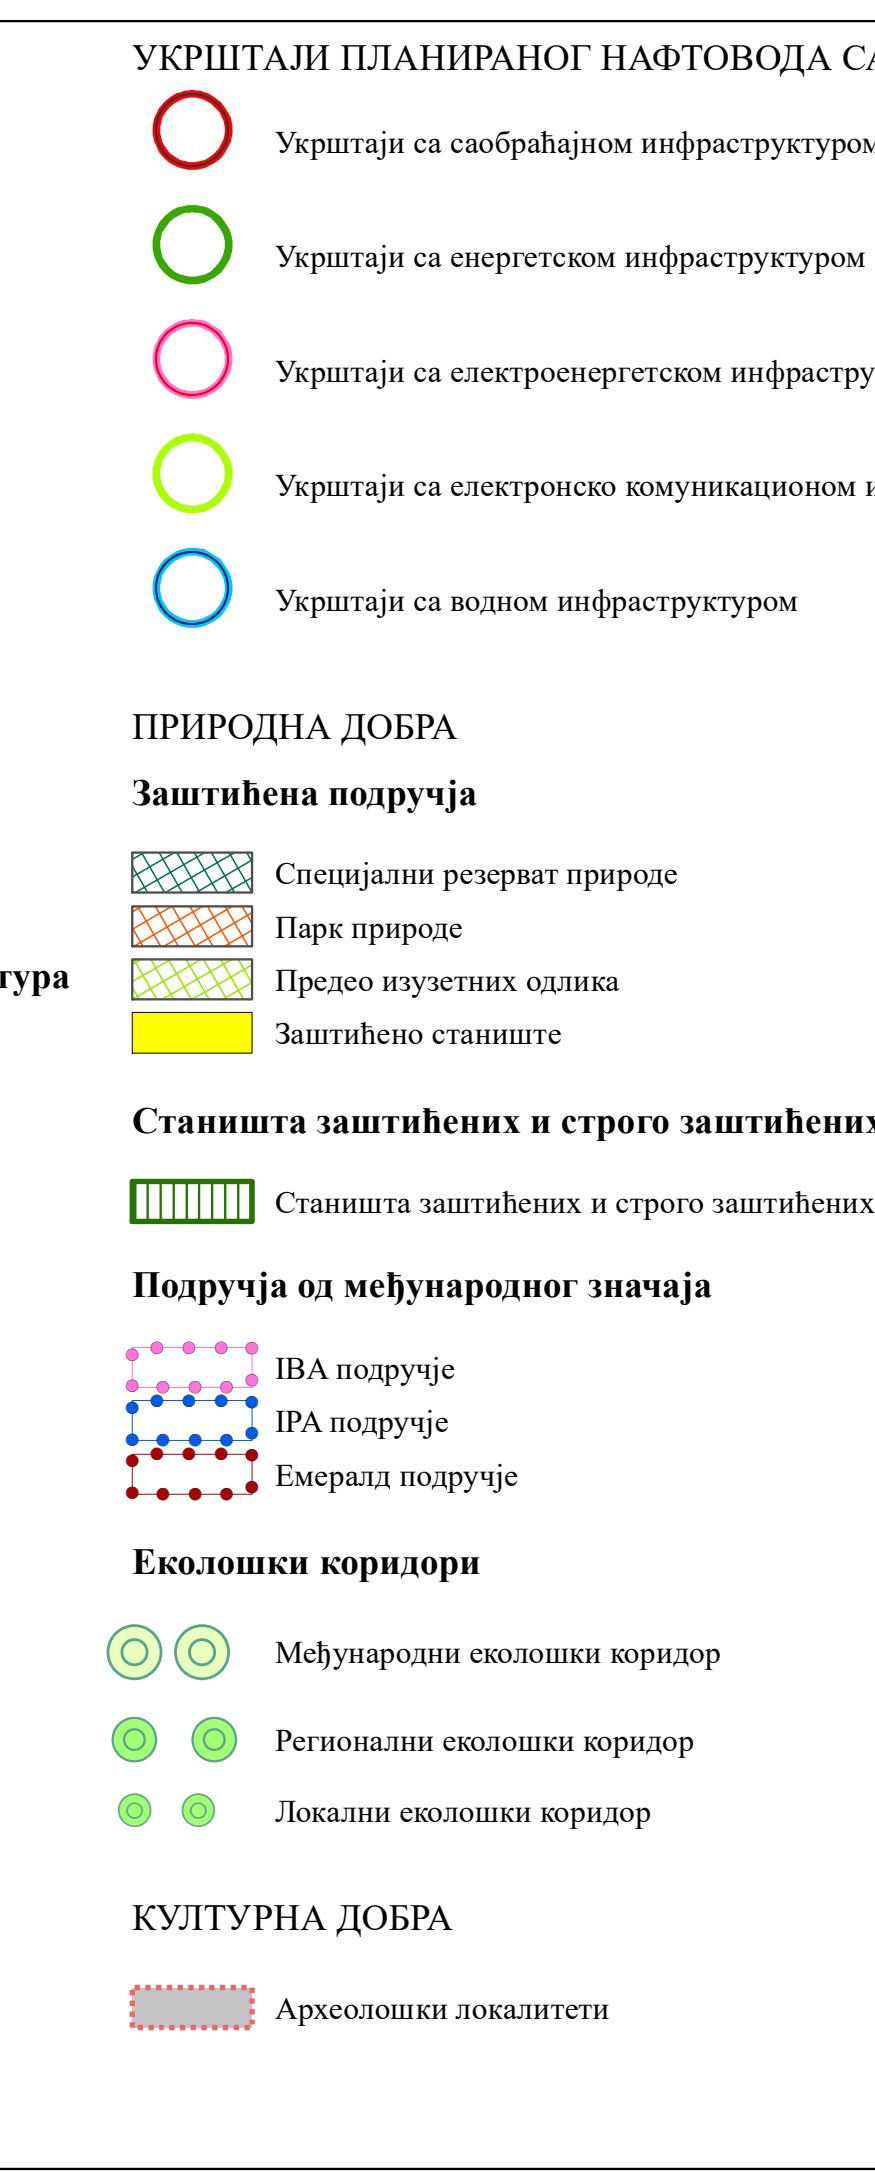 УКРШТАЈИ ПЛАНИРАНОГ НАФТОВОДА СА
Укрштаји са саобраћајном инфраструктуром
Укрштаји са енергетском инфраструктуром
Укрштаји са електроенергетском инфрастру
Укрштаји са електронско комуникационом и
Укрштаји са водном инфраструктуром
ПРИРОДНА ДОБРА
Заштићена подручја
Специјални резерват природе
Парк природе
тура
Предео изузетних одлика
Заштићено станиште
Станишта заштићених и строго заштићених
Станишта заштићених и строго заштићених
Подручја од међународног значаја
IBA подручје
IPA подручје
Емералд подручје
Еколошки коридори
Међународни еколошки коридор
Регионални еколошки коридор
Локални еколошки коридор
КУЛТУРНА ДОБРА
Археолошки локалитети